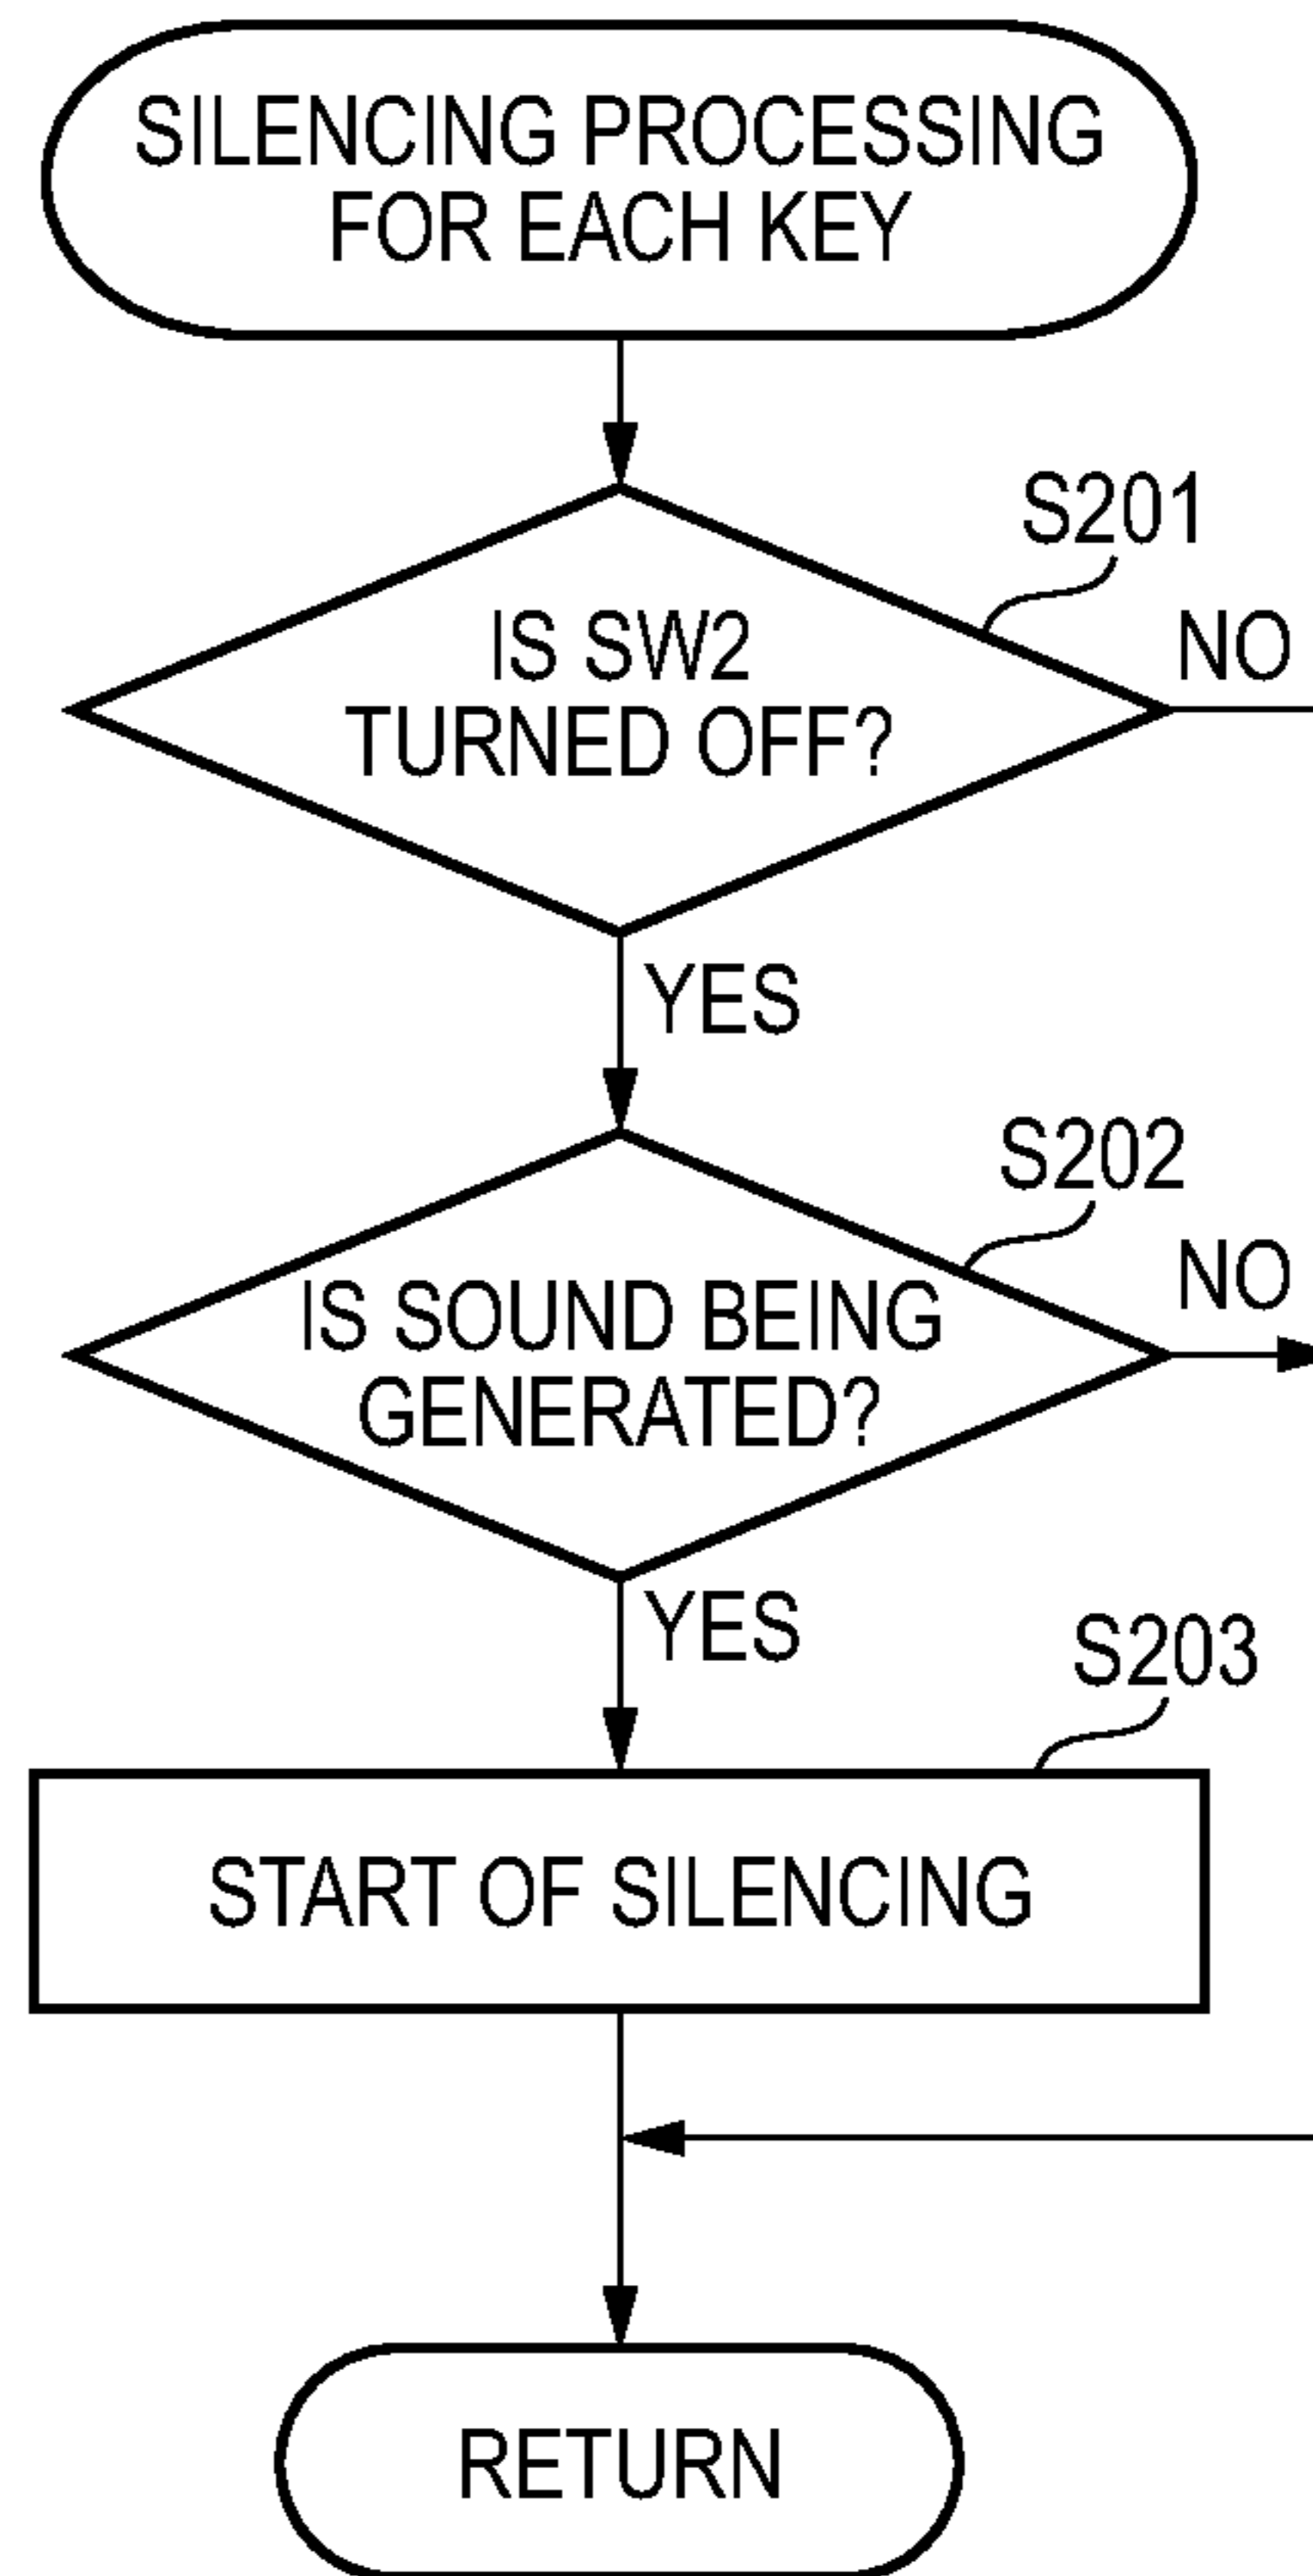 SILENCING PROCESSING
FOR EACH KEY
S201
IS SW2
TURNED OFF?
NO
YES
S202
IS SOUND BEING
GENERATED?
NO
YES
S203
START OF SILENCING
RETURN